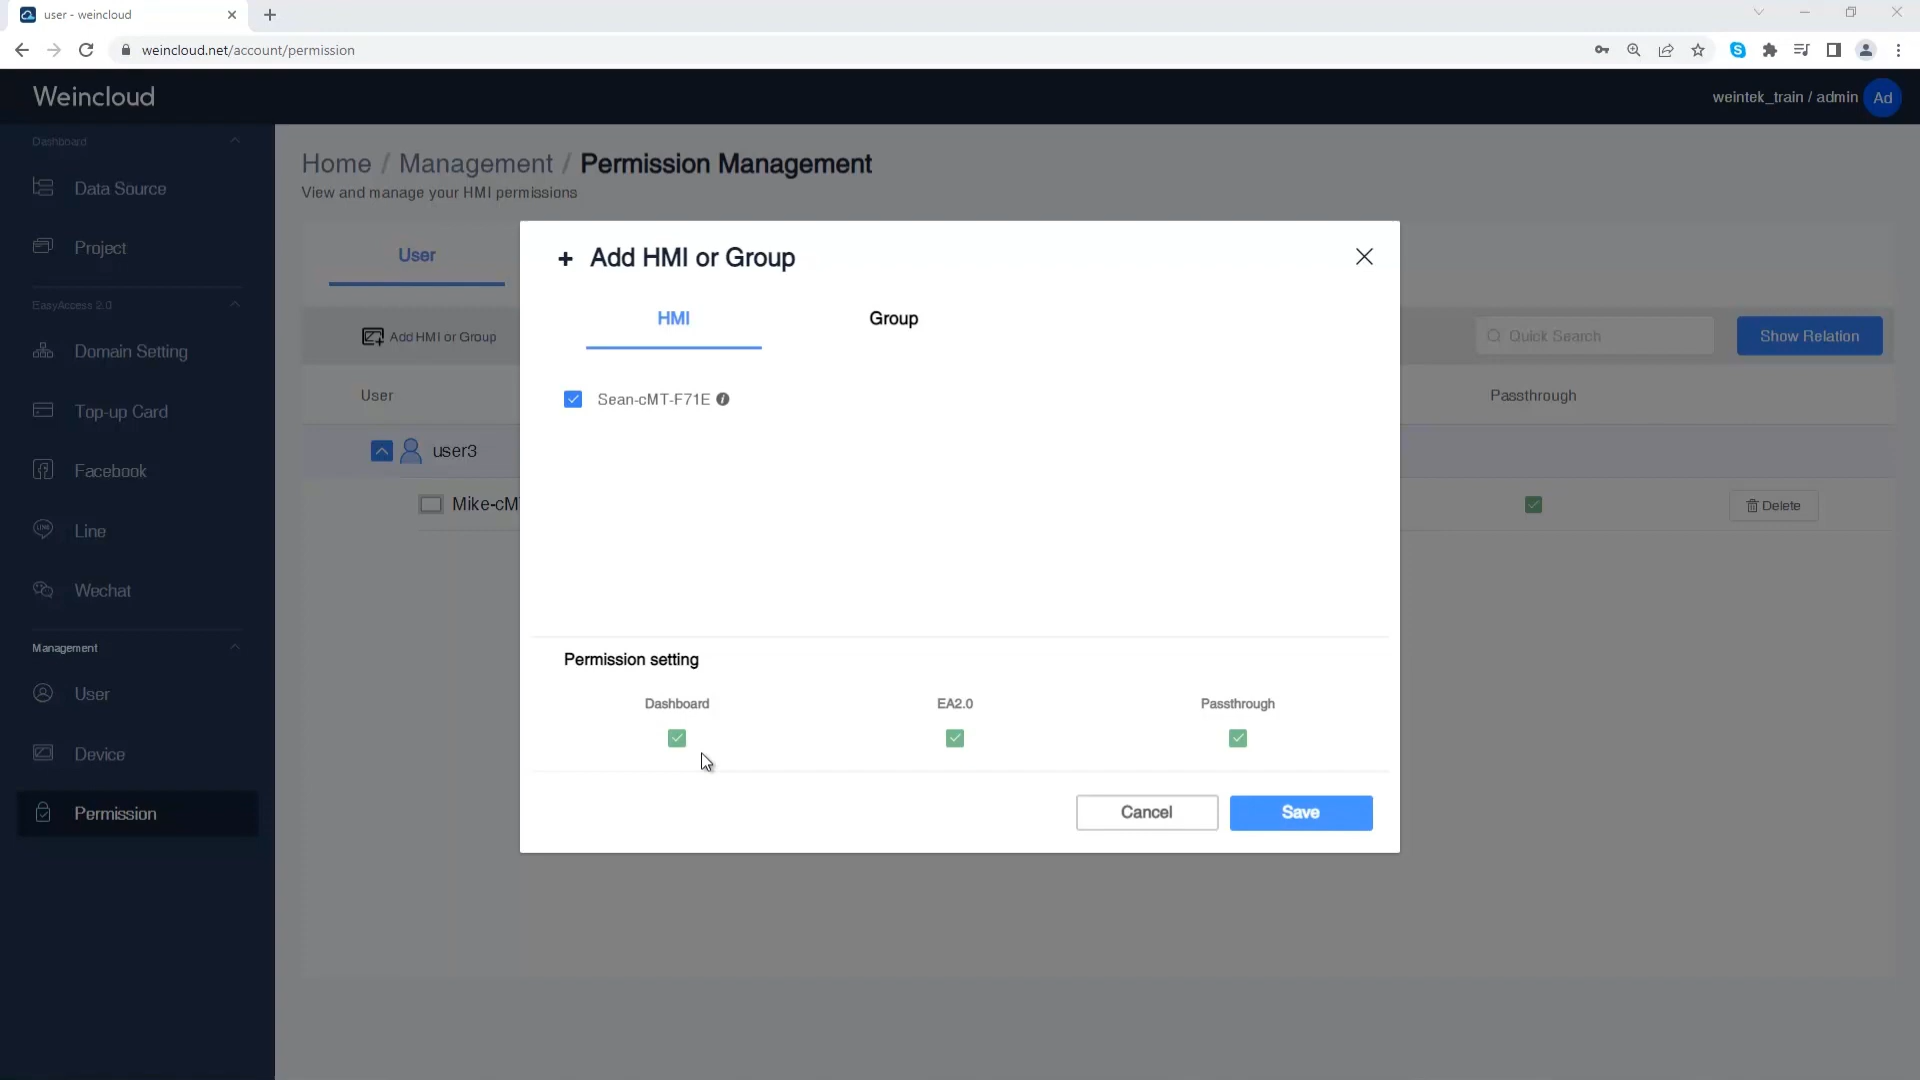 user - weincloud
weincloud.net/account/permission
Weincloud
weintek_train / admin Ad
Dashboard
Data Source
Project
EasyAccess 2.0
Domain Setting
Top-up Card
Facebook
Line
Wechat
Management
User
Device
Permission
Home / Management / Permission Management
View and manage your HMI permissions
User
Add HMI or Group
Quick Search
Show Relation
User
Passthrough
user3
Mike-cM
Delete
+ Add HMI or Group
HMI
Group
Sean-cMT-F71E
Permission setting
Dashboard
EA2.0
Passthrough
Cancel
Save